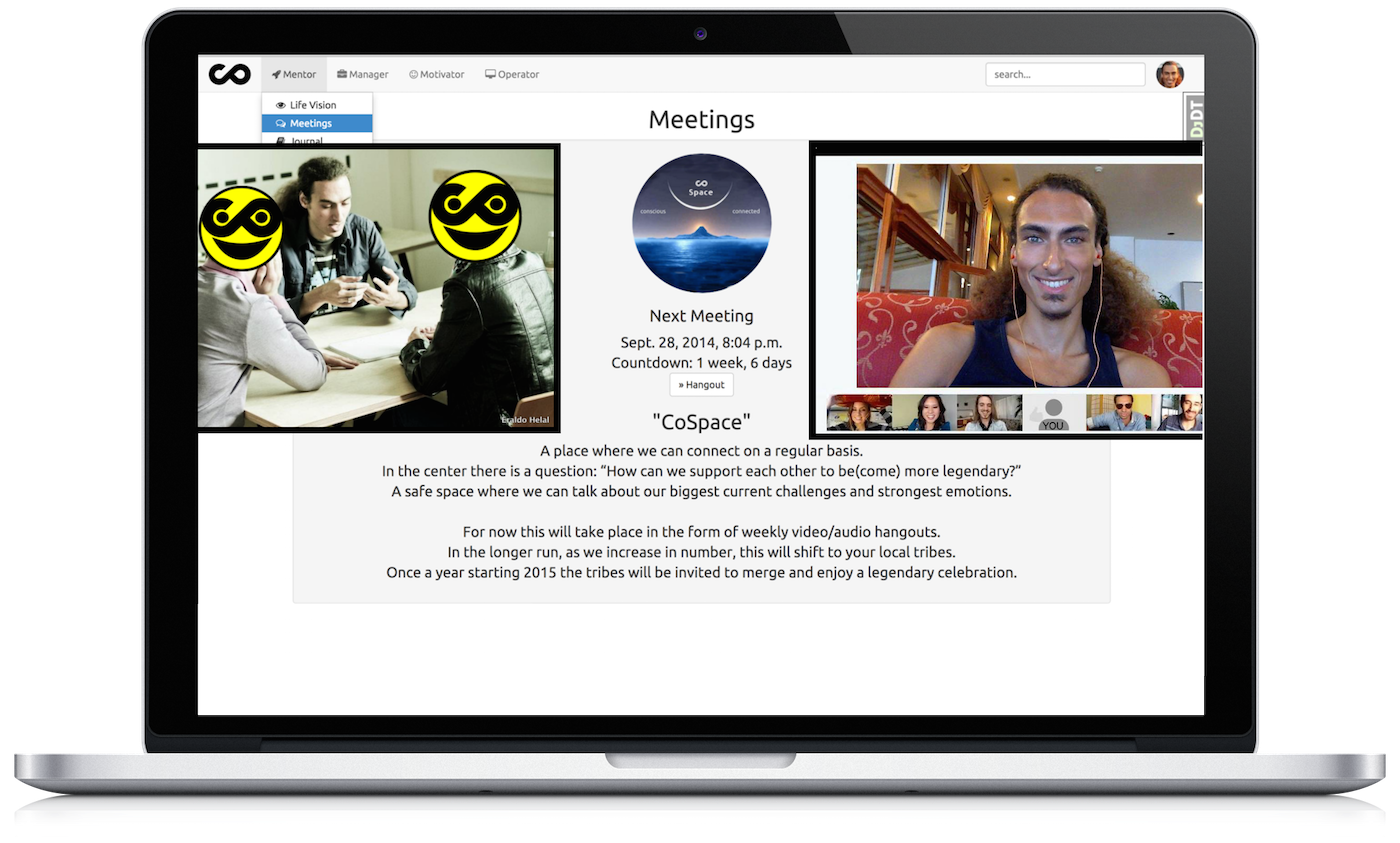 Mentor
Manager
Motivator
Operator
search...
Life Vision
Meetings
Journal
DjDT
Meetings
Space
conscious
connected
Next Meeting
Sept. 28, 2014, 8:04 p.m.
Countdown: 1 week, 6 days
» Hangout
Eraldo Helal
YOU
"CoSpace"
A place where we can connect on a regular basis.
In the center there is a question: “How can we support each other to be(come) more legendary?”
A safe space where we can talk about our biggest current challenges and strongest emotions.
For now this will take place in the form of weekly video/audio hangouts.
In the longer run, as we increase in number, this will shift to your local tribes.
Once a year starting 2015 the tribes will be invited to merge and enjoy a legendary celebration.